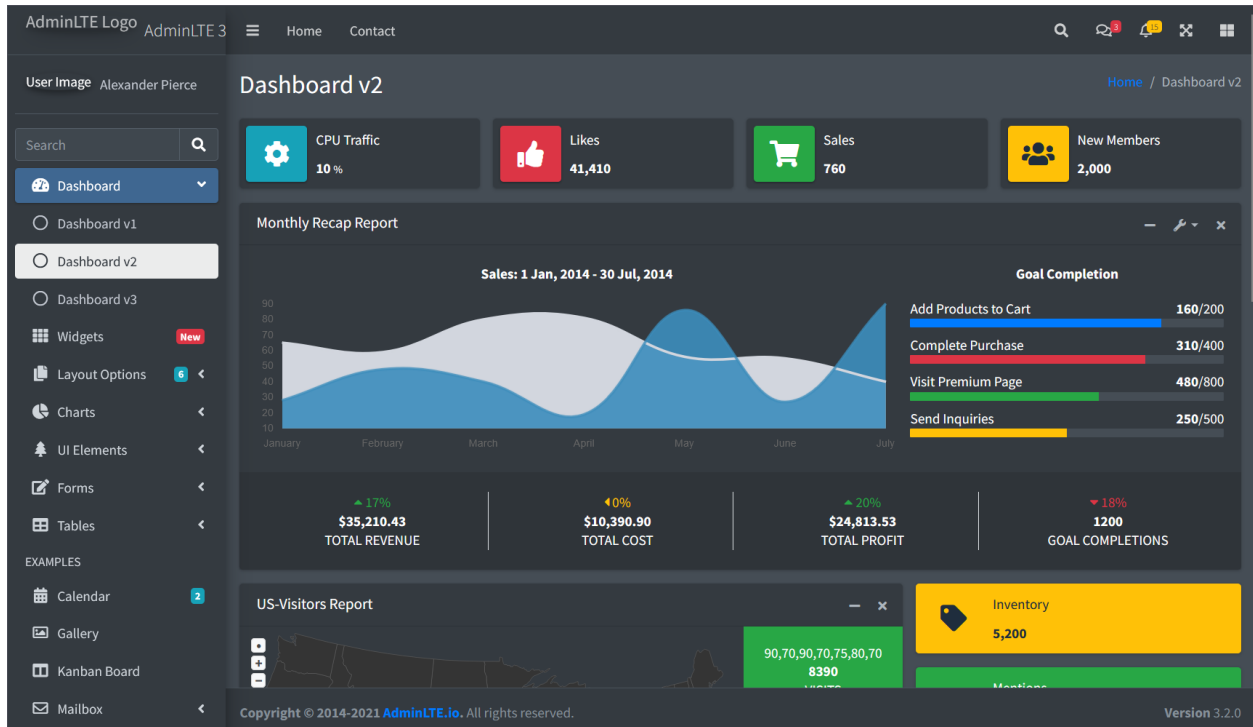 AdminLTE Logo AdminLTE 3
Home Contact
3
15
User Image Alexander Pierce
Search
Dashboard
Dashboard v1
Dashboard v2
Dashboard v3
Widgets New
Layout Options 6
Charts
UI Elements
Forms
Tables
EXAMPLES
Calendar 2
Gallery
Kanban Board
Mailbox
Dashboard v2
Home / Dashboard v2
CPU Traffic
10 %
Likes
41,410
Sales
760
New Members
2,000
Monthly Recap Report
Sales: 1 Jan, 2014 - 30 Jul, 2014
90
80
70
60
50
40
30
20
10
January February March April May June July
Goal Completion
Add Products to Cart 160/200
Complete Purchase 310/400
Visit Premium Page 480/800
Send Inquiries 250/500
17%
$35,210.43
TOTAL REVENUE
0%
$10,390.90
TOTAL COST
20%
$24,813.53
TOTAL PROFIT
18%
1200
GOAL COMPLETIONS
US-Visitors Report
+
−
90,70,90,70,75,80,70
8390
VISITS
Inventory
5,200
Mentions
Copyright © 2014-2021 AdminLTE.io. All rights reserved.
Version 3.2.0